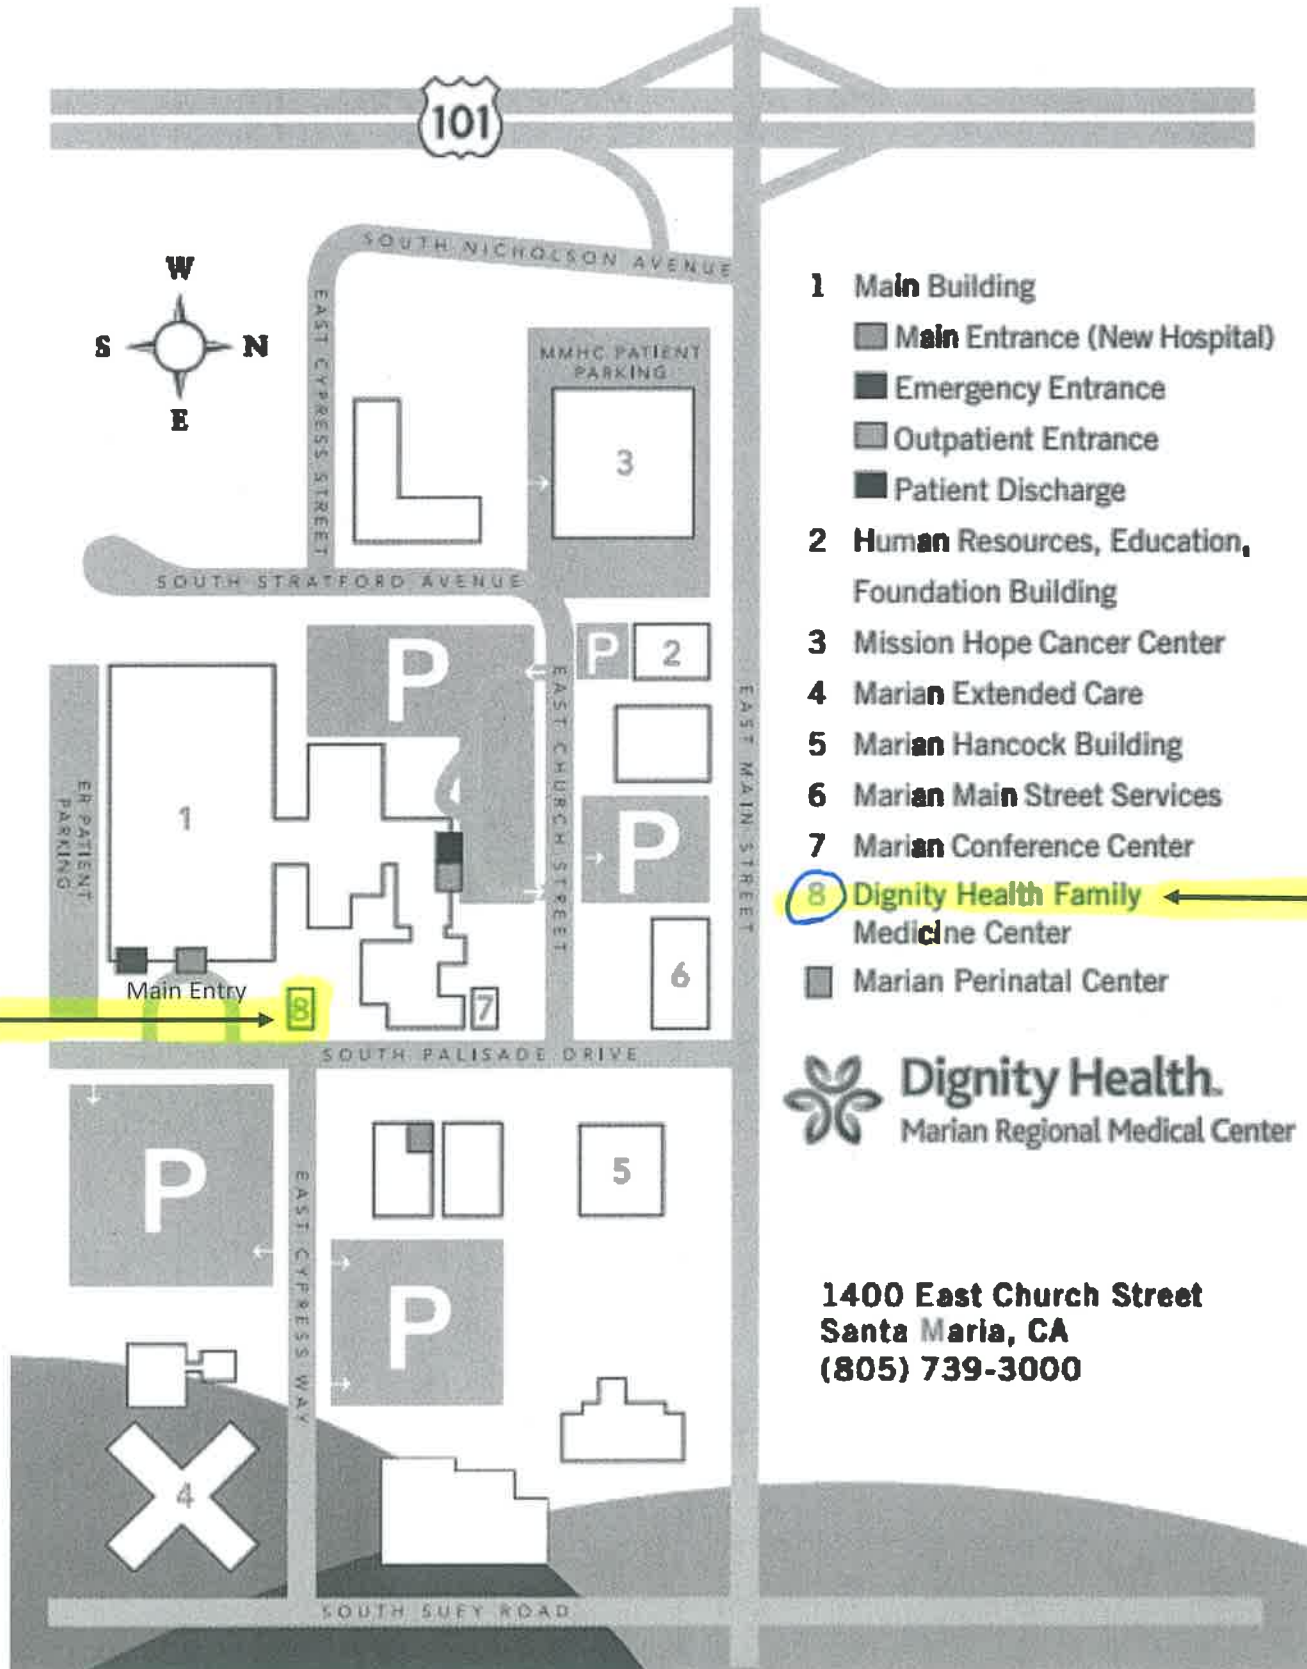 101
SOUTH NICHOLSON AVENUE
W
S
N
E
EAST CYPRESS STREET
MMHC PATIENT
PARKING
3
SOUTH STRATFORD AVENUE
P
P
2
ER PATIENT
PARKING
1
EAST CHURCH STREET
EAST MAIN STREET
P
6
Main Entry
8
7
SOUTH PALISADE DRIVE
P
5
EAST CYPRESS WAY
P
4
SOUTH SUEY ROAD
1 Main Building
Main Entrance (New Hospital)
Emergency Entrance
Outpatient Entrance
Patient Discharge
2 Human Resources, Education,
Foundation Building
3 Mission Hope Cancer Center
4 Marian Extended Care
5 Marian Hancock Building
6 Marian Main Street Services
7 Marian Conference Center
8 Dignity Health Family
Medicine Center
Marian Perinatal Center
Dignity Health™
Marian Regional Medical Center
1400 East Church Street
Santa Maria, CA
(805) 739-3000